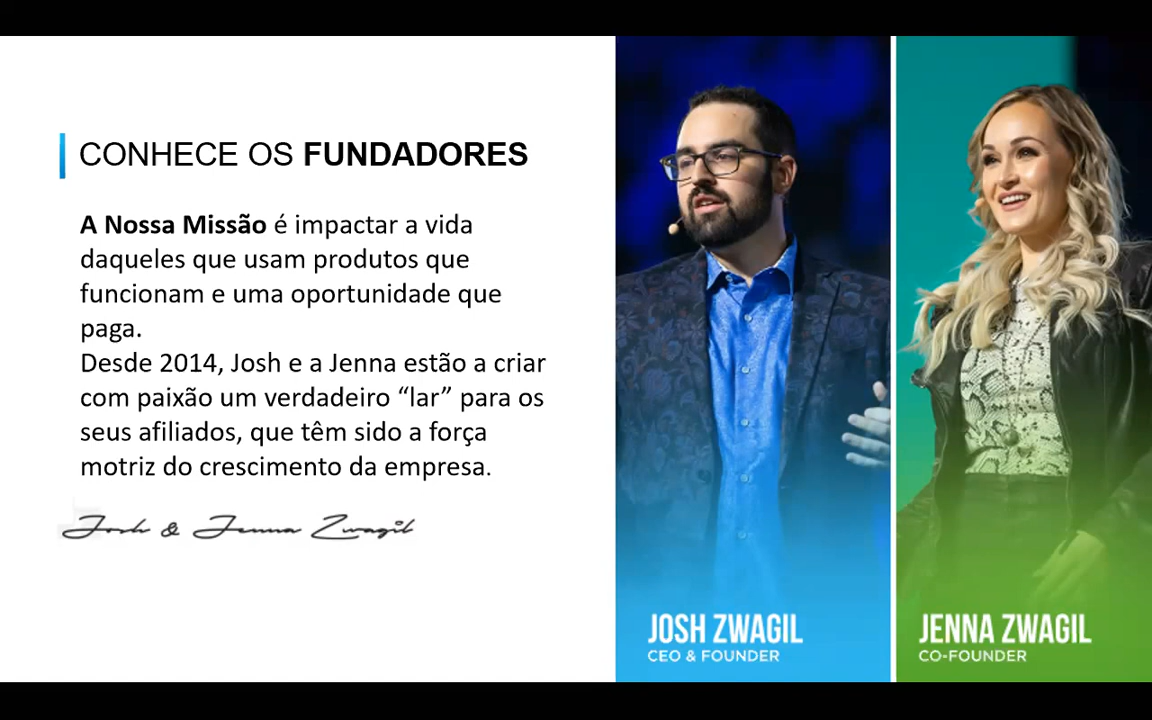 CONHECE OS FUNDADORES
A Nossa Missão é impactar a vida
daqueles que usam produtos que
funcionam e uma oportunidade que
paga.
Desde 2014, Josh e a Jenna estão a criar
com paixão um verdadeiro “lar” para os
seus afiliados, que têm sido a força
motriz do crescimento da empresa.
Josh & Jenna Zwagil
JOSH ZWAGIL
CEO & FOUNDER
JENNA ZWAGIL
CO-FOUNDER